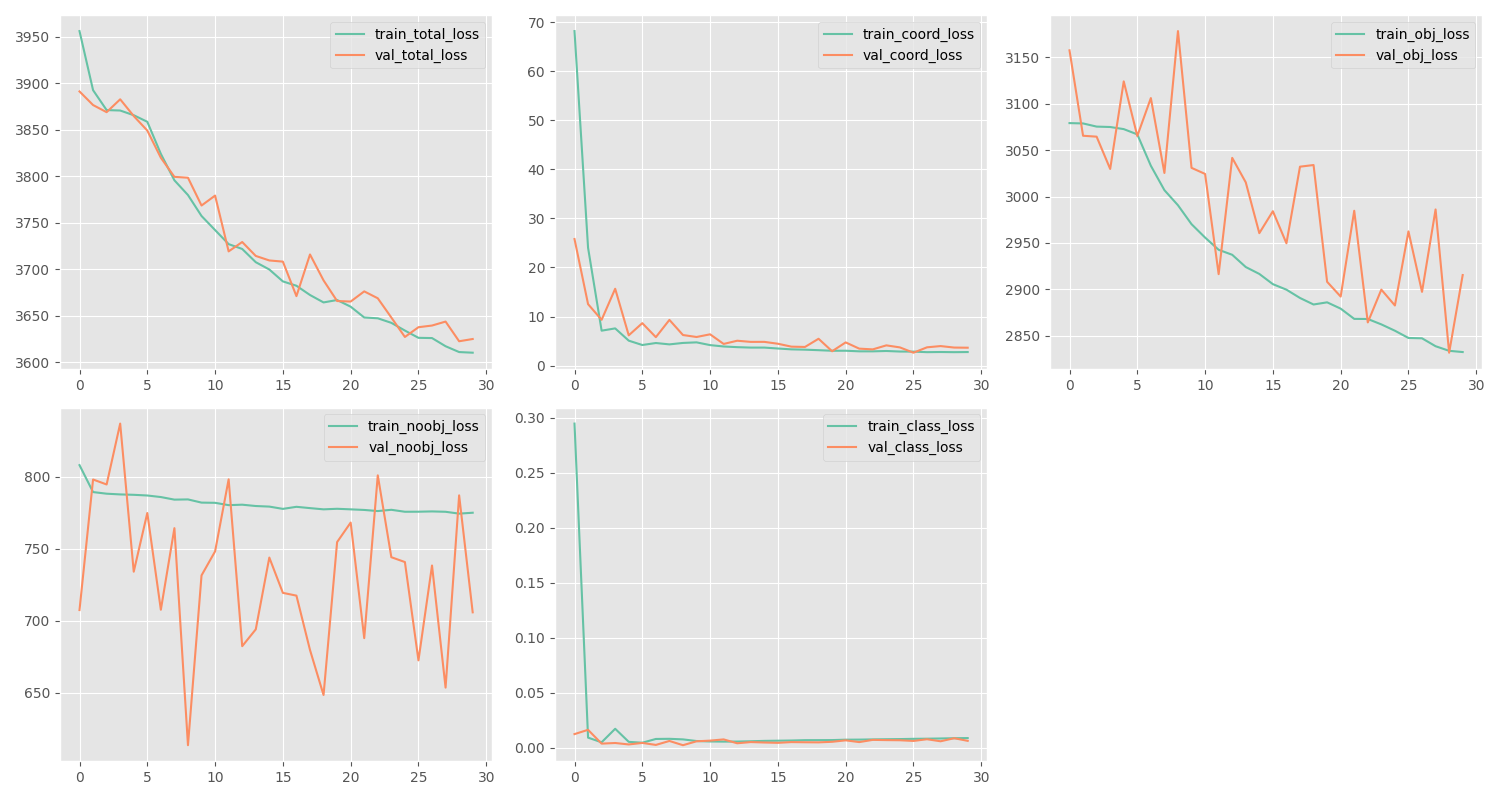 train_total_loss
val_total_loss
3950
3900
3850
3800
3750
3700
3650
3600
0 5 10 15 20 25 30
train_coord_loss
val_coord_loss
70
60
50
40
30
20
10
0
0 5 10 15 20 25 30
train_obj_loss
val_obj_loss
3150
3100
3050
3000
2950
2900
2850
0 5 10 15 20 25 30
train_noobj_loss
val_noobj_loss
800
750
700
650
0 5 10 15 20 25 30
train_class_loss
val_class_loss
0.30
0.25
0.20
0.15
0.10
0.05
0.00
0 5 10 15 20 25 30